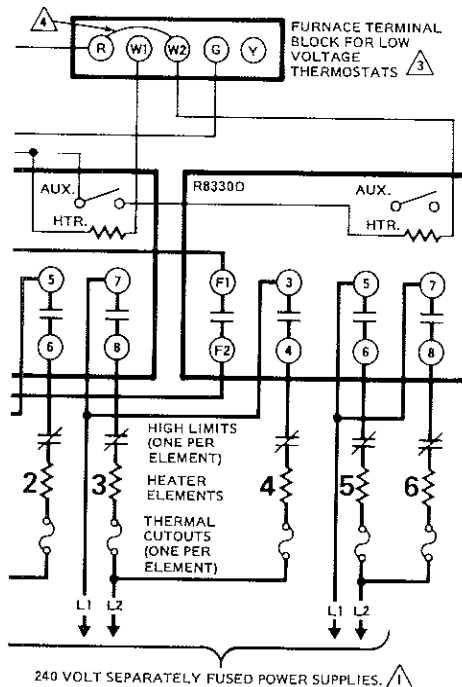 4
R W1 W2 G Y
FURNACE TERMINAL
BLOCK FOR LOW
VOLTAGE
THERMOSTATS 3
AUX.
HTR.
R8330D
AUX.
HTR.
5 7 F1 3 5 7
6 8 F2 4 6 8
HIGH LIMITS
(ONE PER
ELEMENT)
2 3 HEATER
ELEMENTS 4 5 6
THERMAL
CUTOUTS
(ONE PER
ELEMENT)
L1 L2 L1 L2
240 VOLT SEPARATELY FUSED POWER SUPPLIES. 1